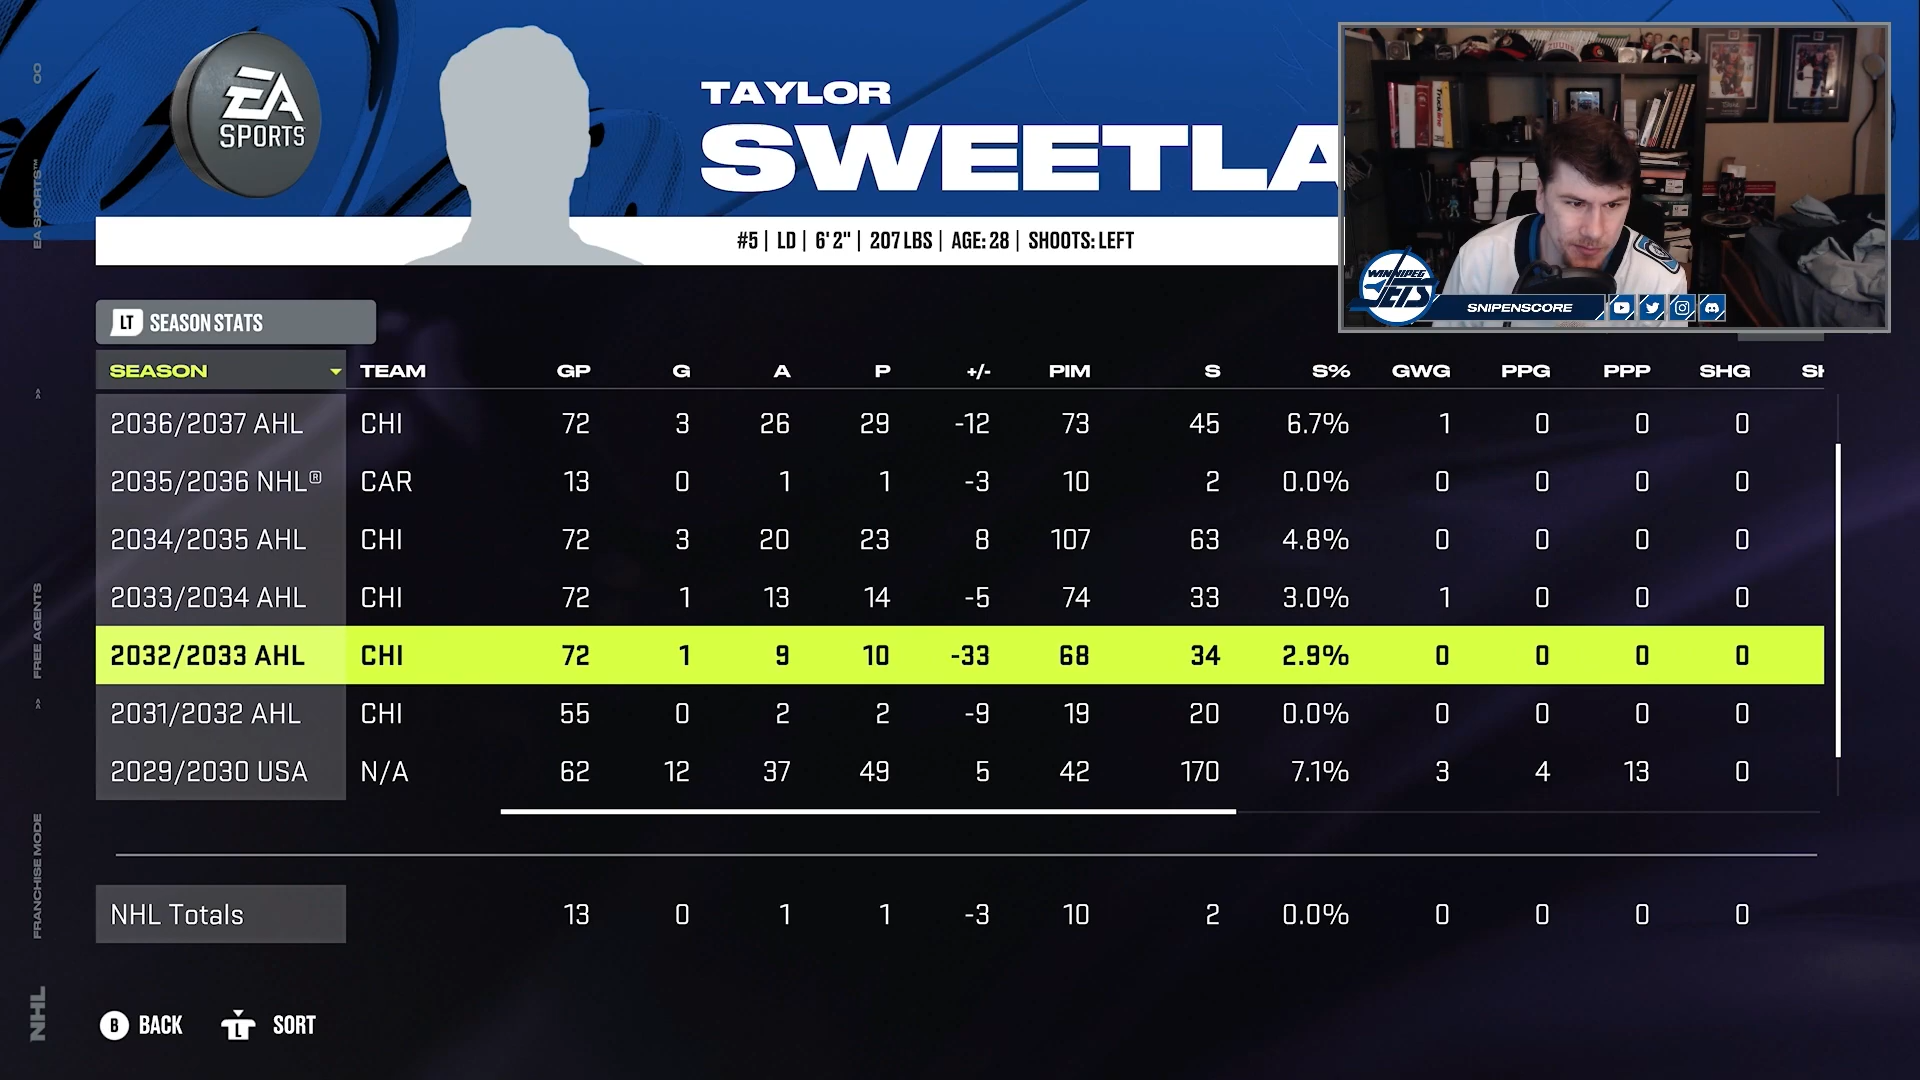 EA SPORTS
TAYLOR
SWEETLA
#5 | LD | 6' 2" | 207 LBS | AGE: 28 | SHOOTS: LEFT
WINNIPEG
JETS
SNIPENSCORE
LT SEASON STATS
SEASON TEAM GP G A P +/- PIM S S% GWG PPG PPP SHG
2036/2037 AHL CHI 72 3 26 29 -12 73 45 6.7% 1 0 0 0
2035/2036 NHL® CAR 13 0 1 1 -3 10 2 0.0% 0 0 0 0
2034/2035 AHL CHI 72 3 20 23 8 107 63 4.8% 0 0 0 0
2033/2034 AHL CHI 72 1 13 14 -5 74 33 3.0% 1 0 0 0
2032/2033 AHL CHI 72 1 9 10 -33 68 34 2.9% 0 0 0 0
2031/2032 AHL CHI 55 0 2 2 -9 19 20 0.0% 0 0 0 0
2029/2030 USA N/A 62 12 37 49 5 42 170 7.1% 3 4 13 0
NHL Totals 13 0 1 1 -3 10 2 0.0% 0 0 0 0
B BACK L SORT
NHL FRANCHISE MODE >> FREE AGENTS >> EA SPORTS™